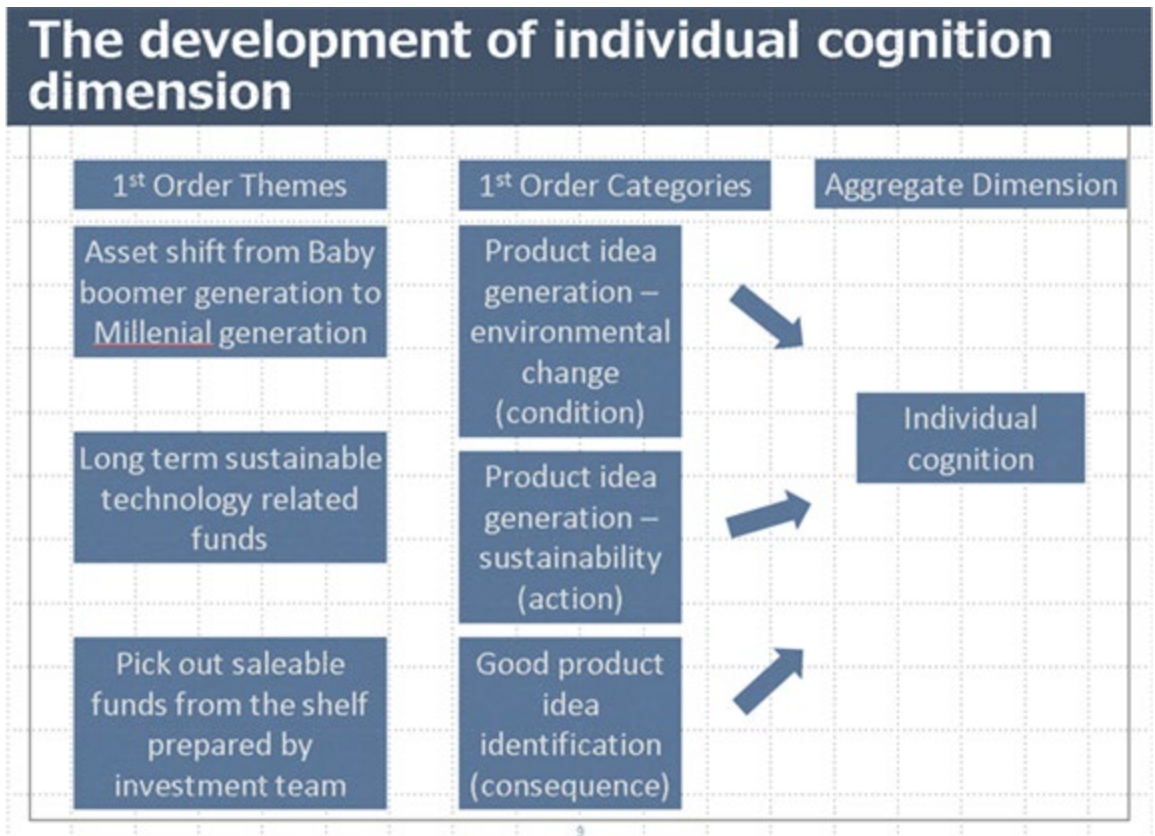 The development of individual cognition
dimension
1st Order Themes
1st Order Categories
Aggregate Dimension
Asset shift from Baby
boomer generation to
Millenial generation
Product idea
generation –
environmental
change
(condition)
Individual
cognition
Long term sustainable
technology related
funds
Product idea
generation –
sustainability
(action)
Pick out saleable
funds from the shelf
prepared by
investment team
Good product
idea
identification
(consequence)
9